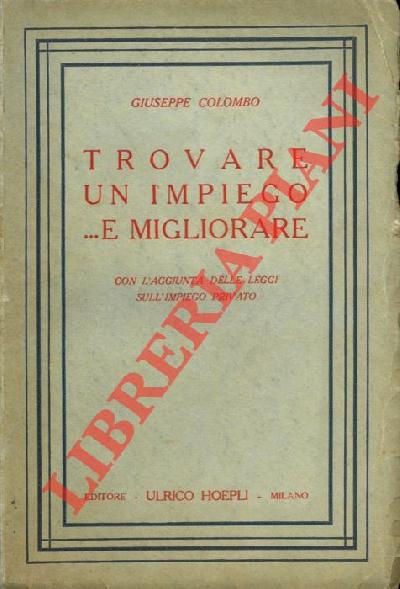 GIUSEPPE COLOMBO
TROVARE
UN IMPIEGO
...E MIGLIORARE
CON L'AGGIUNTA DELLE LEGGI
SULL'IMPIEGO PRIVATO
EDITORE - ULRICO HOEPLI - MILANO
LIBRERIA PIANI